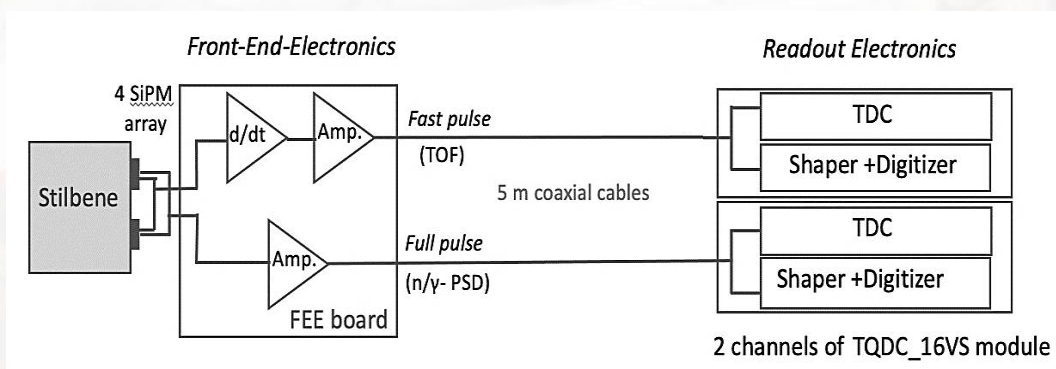 Front-End-Electronics
Readout Electronics
4 SiPM
array
Stilbene
d/dt
Amp.
Fast pulse
(TOF)
5 m coaxial cables
TDC
Shaper +Digitizer
Amp.
Full pulse
(n/γ- PSD)
FEE board
TDC
Shaper +Digitizer
2 channels of TQDC_16VS module